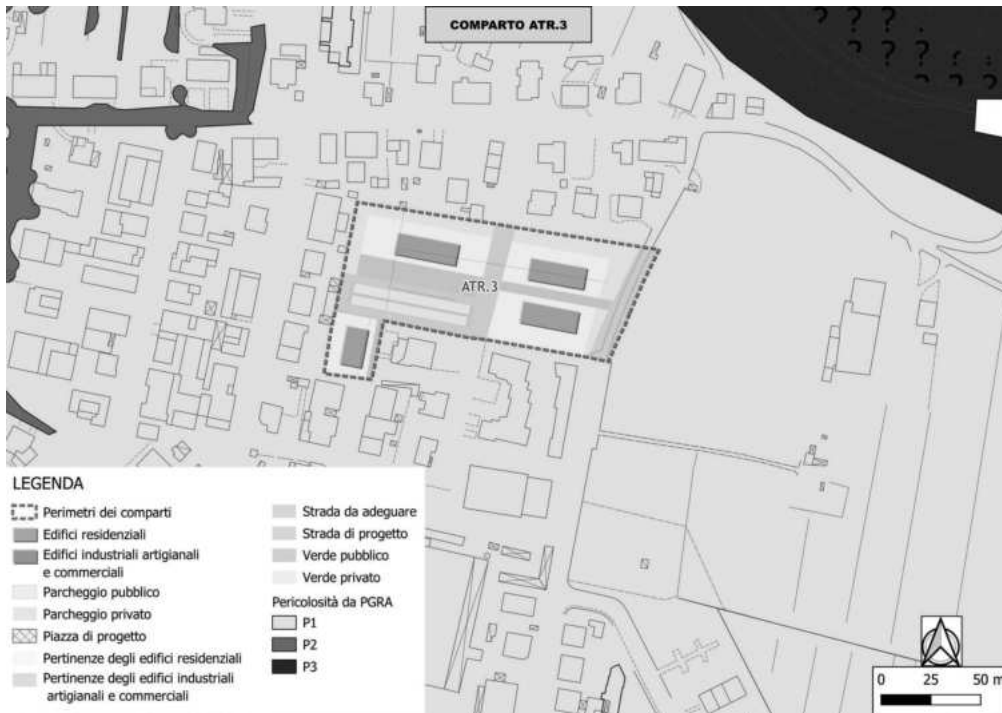 COMPARTO ATR.3
? ? ?
? ? ?
ATR.3
LEGENDA
Perimetri dei comparti
Edifici residenziali
Edifici industriali artigianali
e commerciali
Parcheggio pubblico
Parcheggio privato
Piazza di progetto
Pertinenze degli edifici residenziali
Pertinenze degli edifici industriali
artigianali e commerciali
Strada da adeguare
Strada di progetto
Verde pubblico
Verde privato
Pericolosità da PGRA
P1
P2
P3
0 25 50 m